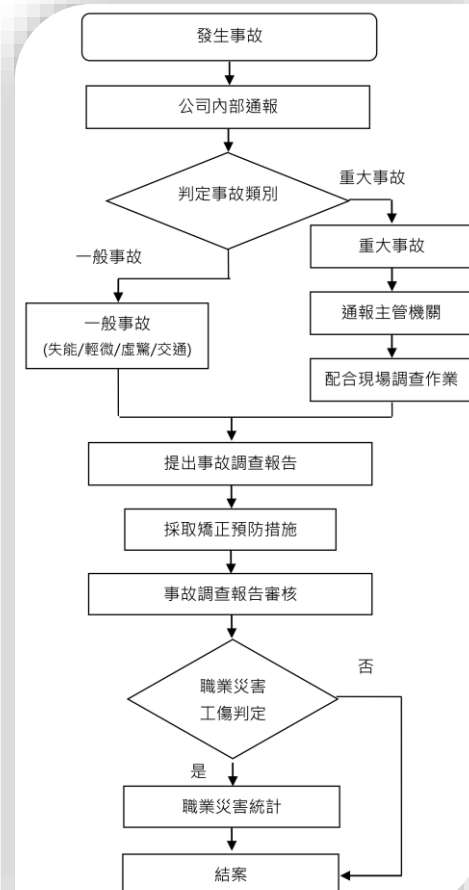 發生事故
公司內部通報
判定事故類別
重大事故
一般事故
重大事故
通報主管機關
配合現場調查作業
一般事故
(失能/輕微/虛驚/交通)
提出事故調查報告
採取矯正預防措施
事故調查報告審核
職業災害
工傷判定
否
是
職業災害統計
結案